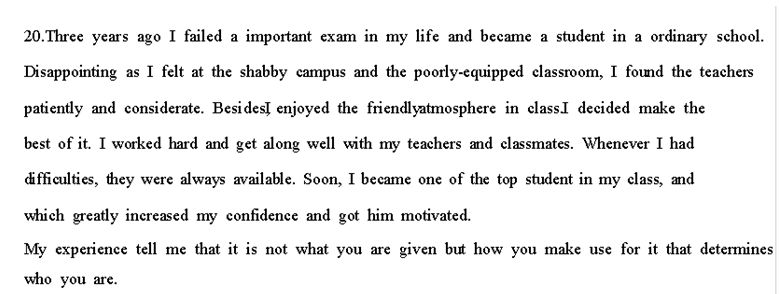 20.Three years ago I failed a important exam in my life and became a student in a ordinary school.
Disappointing as I felt at the shabby campus and the poorly-equipped classroom, I found the teachers
patiently and considerate. BesidesI enjoyed the friendlyatmosphere in class.I decided make the
best of it. I worked hard and get along well with my teachers and classmates. Whenever I had
difficulties, they were always available. Soon, I became one of the top student in my class, and
which greatly increased my confidence and got him motivated.
My experience tell me that it is not what you are given but how you make use for it that determines
who you are.